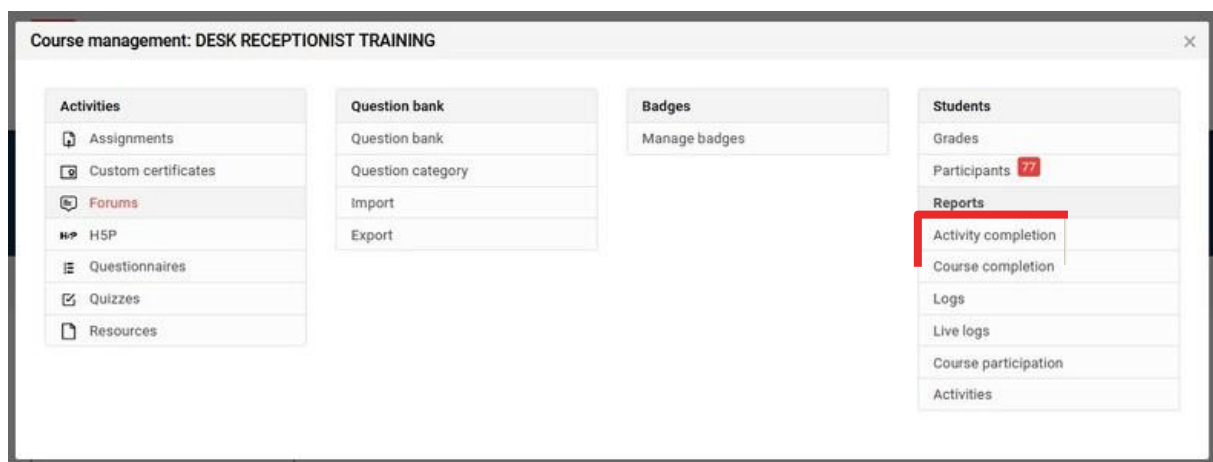 Course management: DESK RECEPTIONIST TRAINING
Activities
Assignments
Custom certificates
Forums
H5P H5P
Questionnaires
Quizzes
Resources
Question bank
Question bank
Question category
Import
Export
Badges
Manage badges
Students
Grades
Participants 77
Reports
Activity completion
Course completion
Logs
Live logs
Course participation
Activities